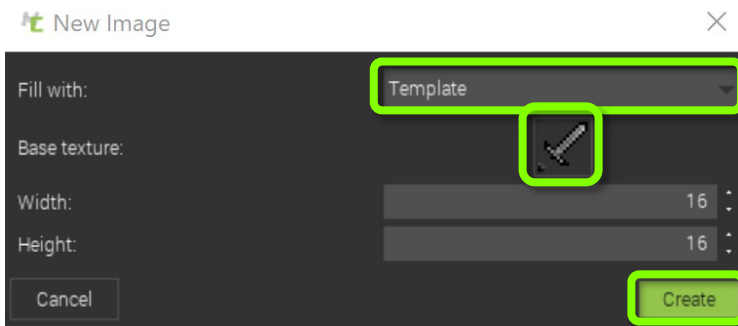 New Image
Fill with:
Template
Base texture:
Width:
16
Height:
16
Cancel
Create